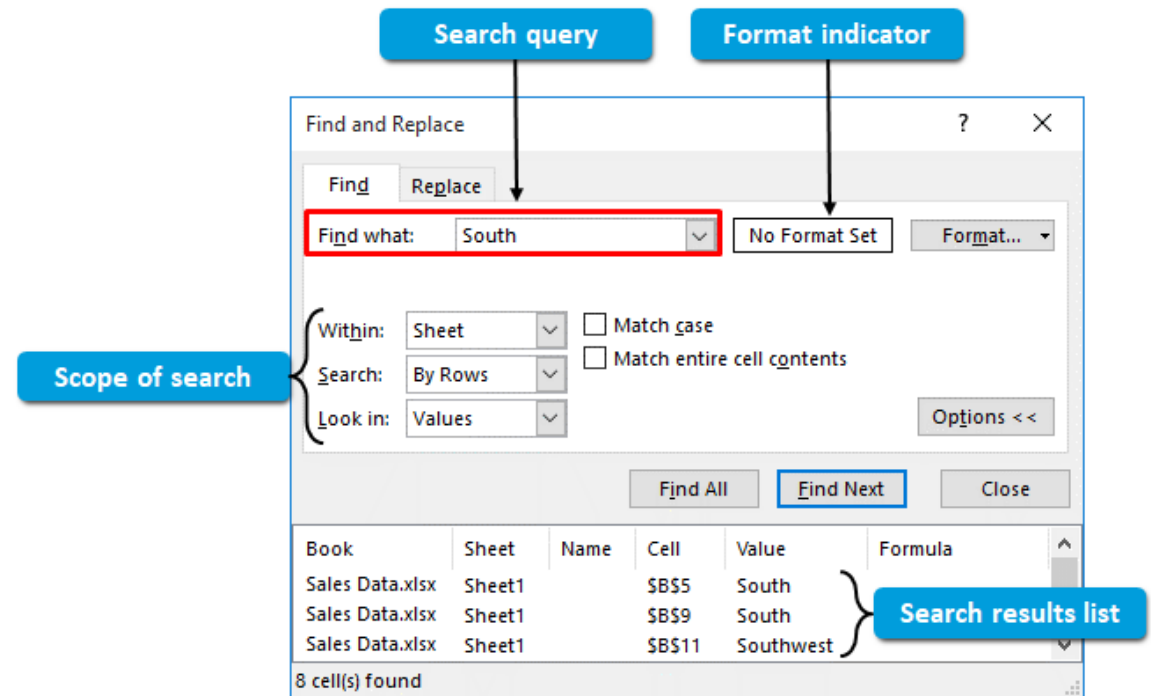 Search query Format indicator
Find and Replace ? X
Find Replace
Find what: South No Format Set Format...
Within: Sheet Match case
Scope of search Search: By Rows Match entire cell contents
Look in: Values Options <<
Find All Find Next Close
Book Sheet Name Cell Value Formula
Sales Data.xlsx Sheet1 $B$5 South
Sales Data.xlsx Sheet1 $B$9 South Search results list
Sales Data.xlsx Sheet1 $B$11 Southwest
8 cell(s) found